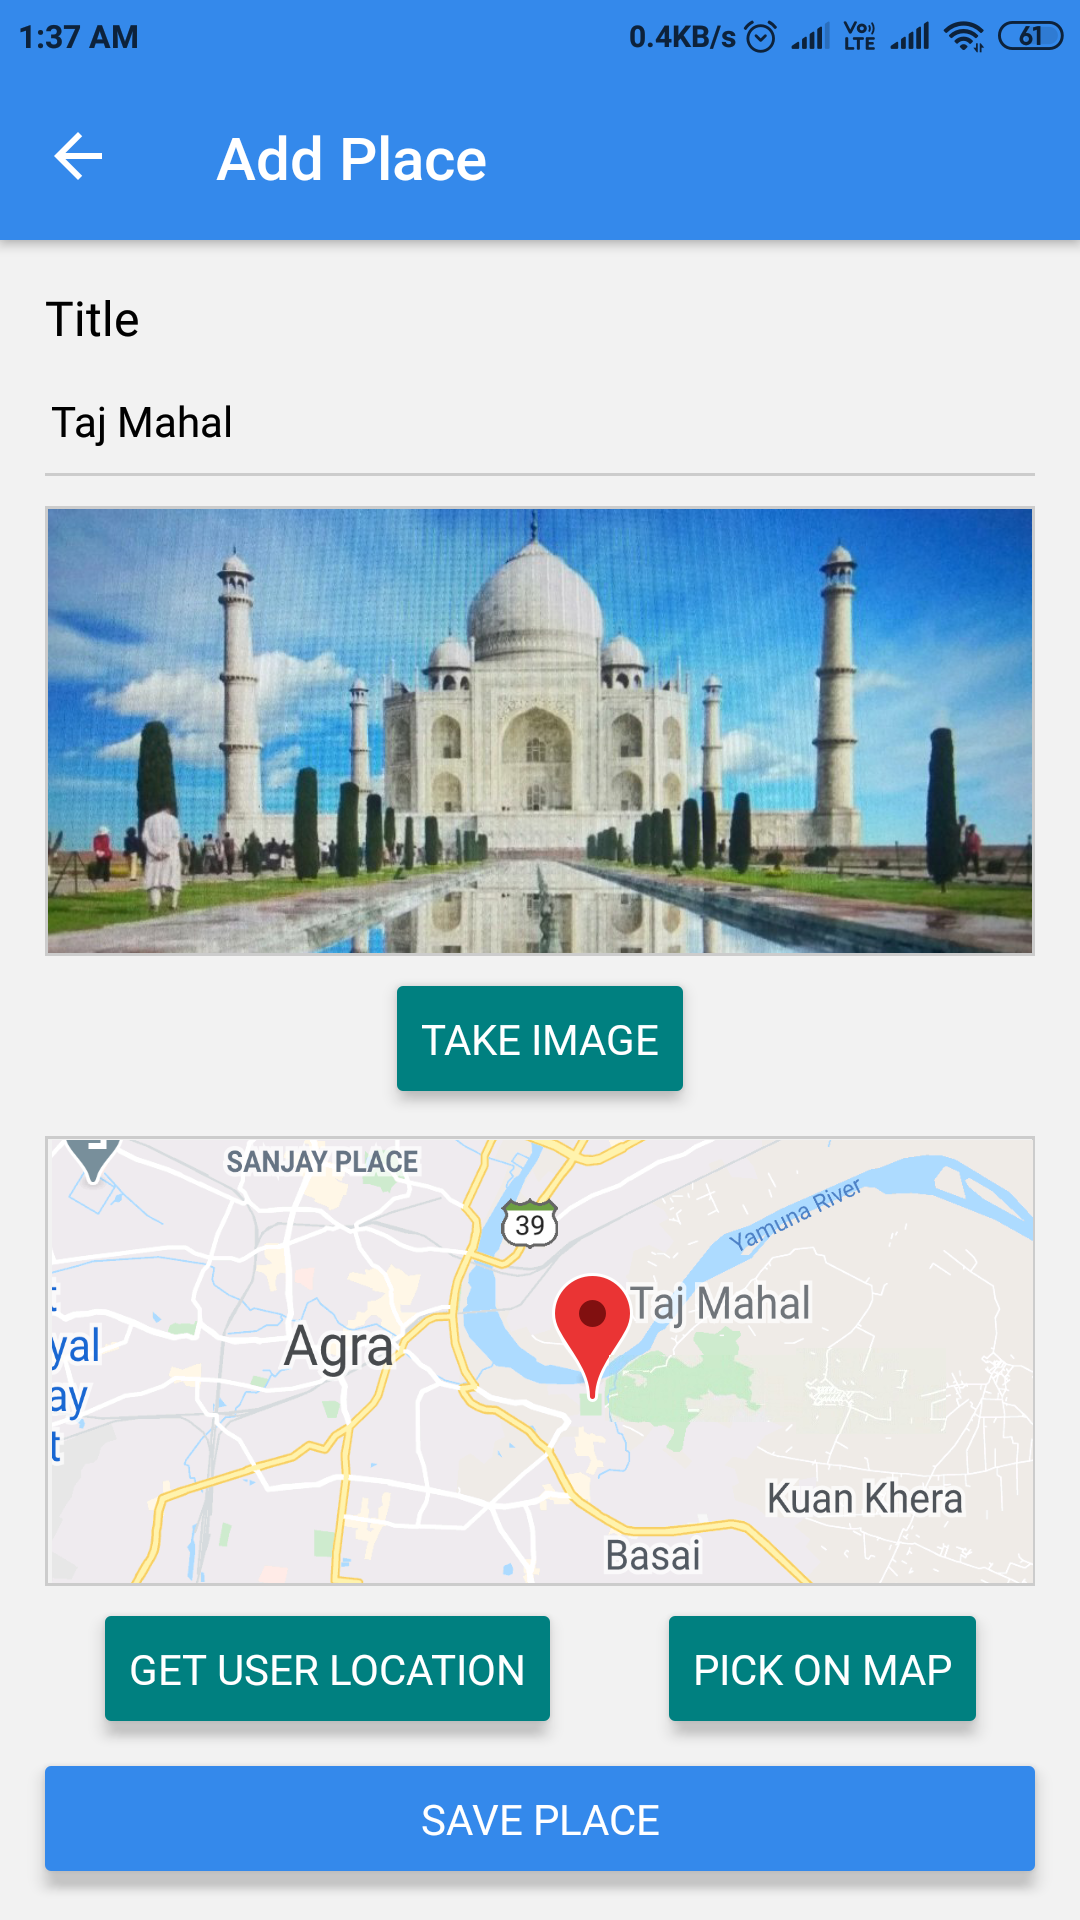 1:37 AM 0.4KB/s Vo)) LTE 61
Add Place
Title
Taj Mahal
TAKE IMAGE
SANJAY PLACE
39
Yamuna River
Taj Mahal
Agra
yal
ay
t
Kuan Khera
Basai
GET USER LOCATION PICK ON MAP
SAVE PLACE